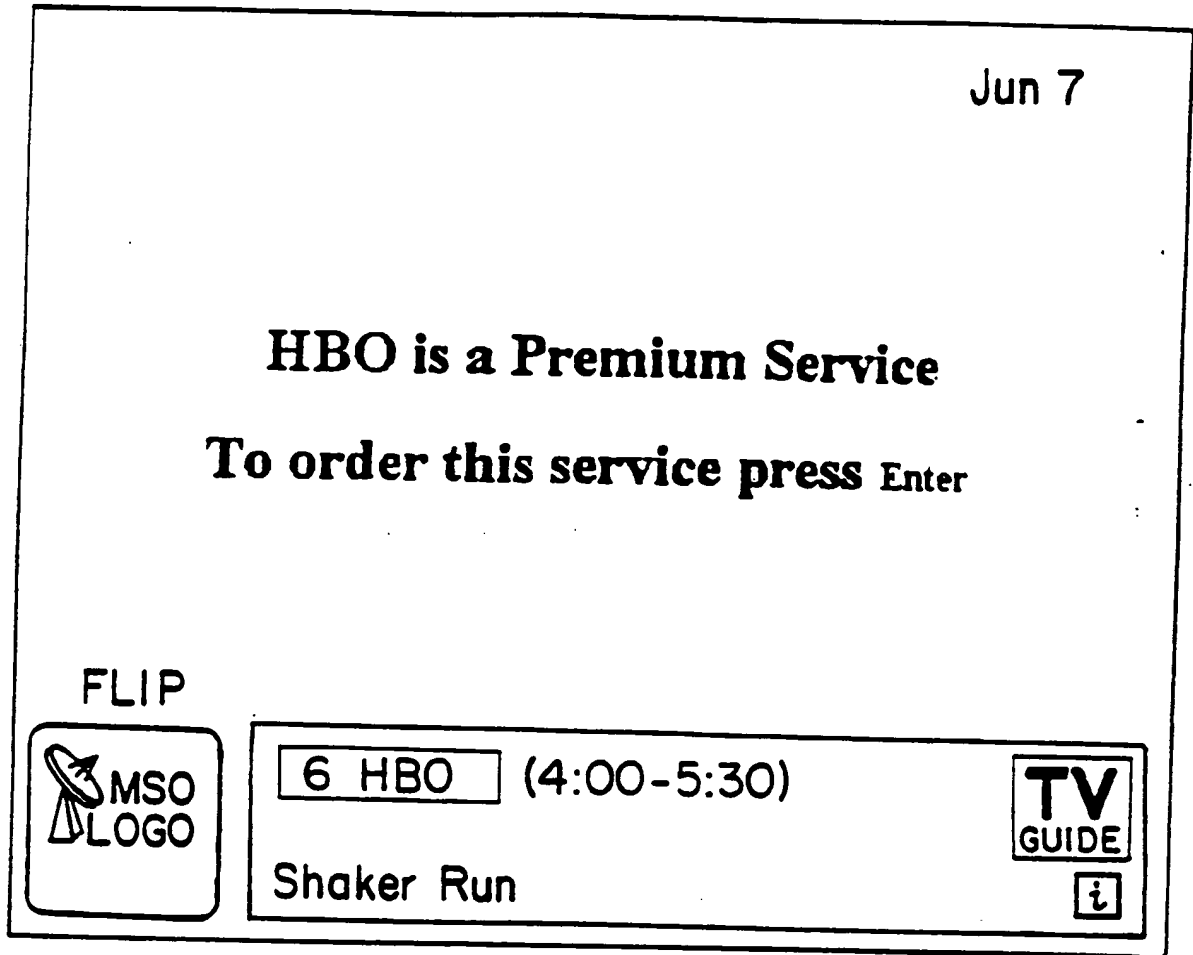 Jun 7
HBO is a Premium Service
To order this service press Enter
FLIP
MSO
LOGO
6 HBO (4:00-5:30)
TV
GUIDE
Shaker Run
i